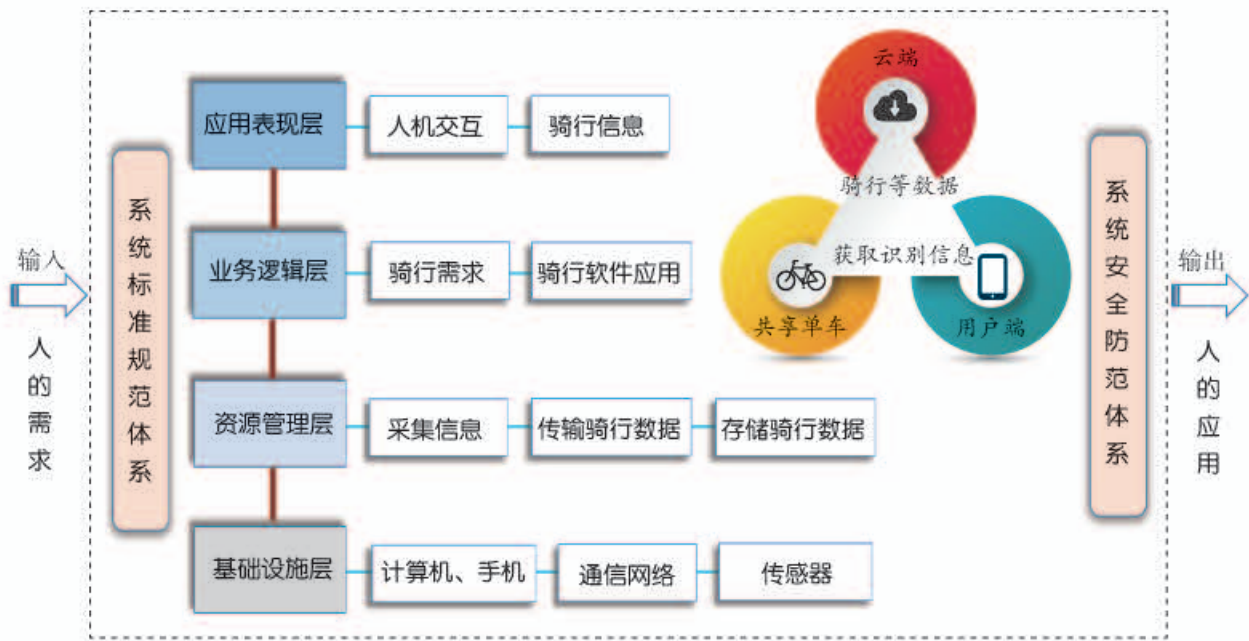 输入
人的需求
系统标准规范体系
应用表现层
人机交互
骑行信息
业务逻辑层
骑行需求
骑行软件应用
资源管理层
采集信息
传输骑行数据
存储骑行数据
基础设施层
计算机、手机
通信网络
传感器
云端
骑行等数据
获取识别信息
共享单车
用户端
系统安全防范体系
输出
人的应用